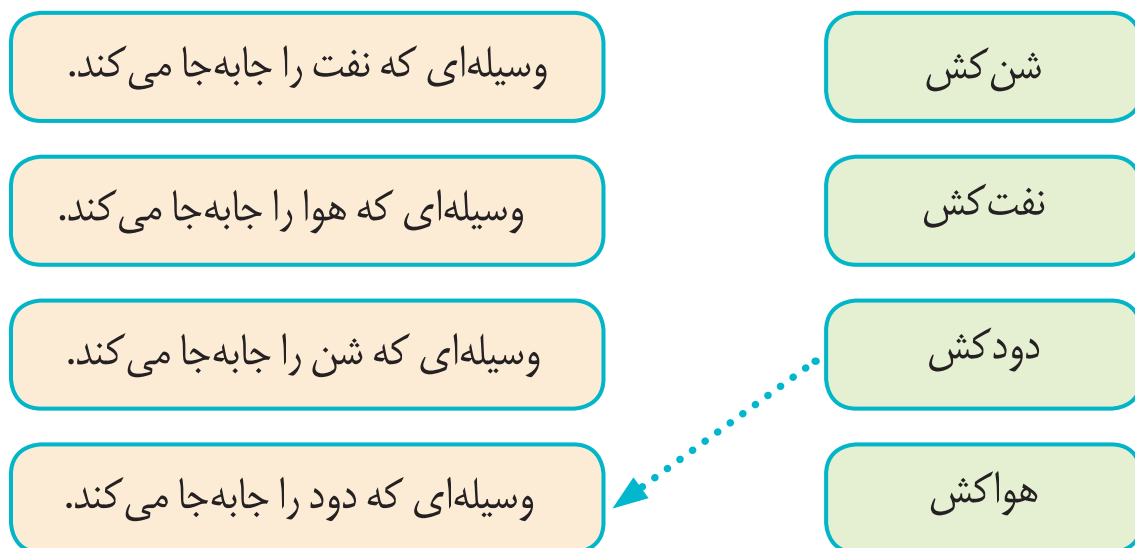 شن‌کش
وسیله‌ای که نفت را جابه‌جا می‌کند.
نفت‌کش
وسیله‌ای که هوا را جابه‌جا می‌کند.
دودکش
وسیله‌ای که شن را جابه‌جا می‌کند.
هواکش
وسیله‌ای که دود را جابه‌جا می‌کند.